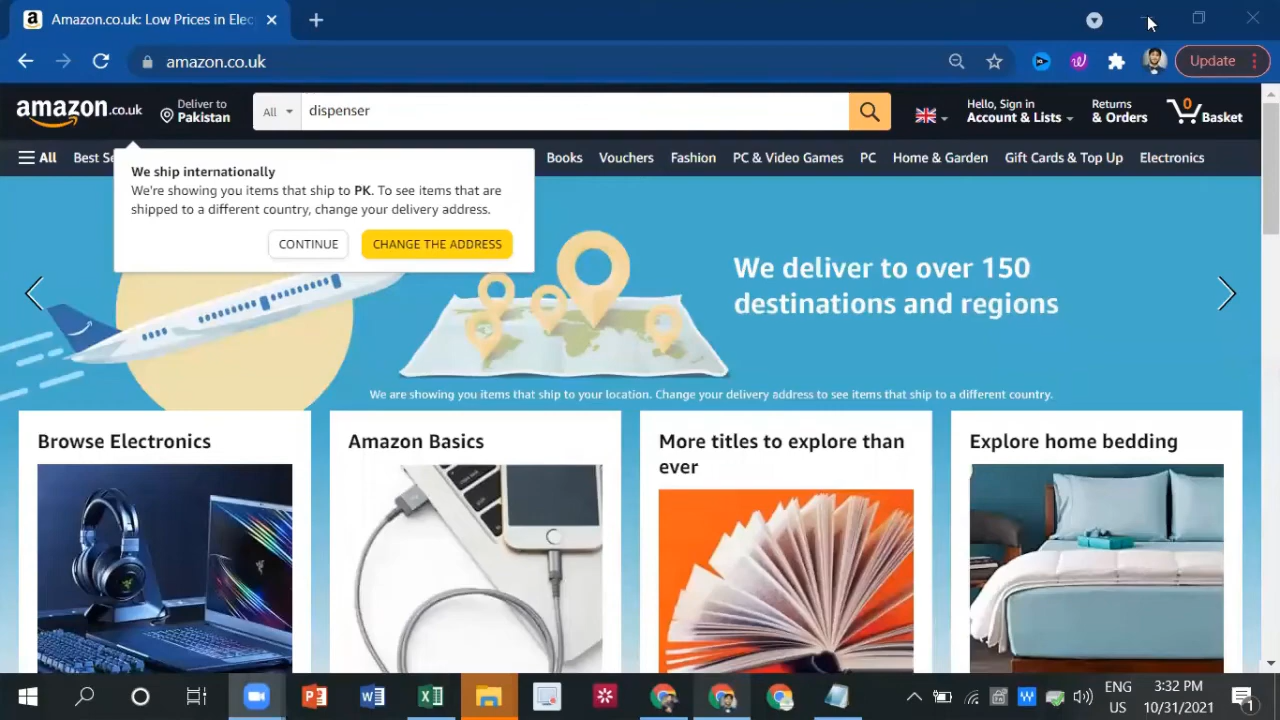 Amazon.co.uk: Low Prices in Elec
amazon.co.uk
Update
amazon.co.uk
Deliver to
Pakistan
All
dispenser
Hello, Sign in
Account & Lists
Returns
& Orders
0
Basket
All
Best Se
Books
Vouchers
Fashion
PC & Video Games
PC
Home & Garden
Gift Cards & Top Up
Electronics
We ship internationally
We're showing you items that ship to PK. To see items that are
shipped to a different country, change your delivery address.
CONTINUE
CHANGE THE ADDRESS
We deliver to over 150
destinations and regions
We are showing you items that ship to your location. Change your delivery address to see items that ship to a different country.
Browse Electronics
Amazon Basics
More titles to explore than
ever
Explore home bedding
ENG
US
3:32 PM
10/31/2021
1